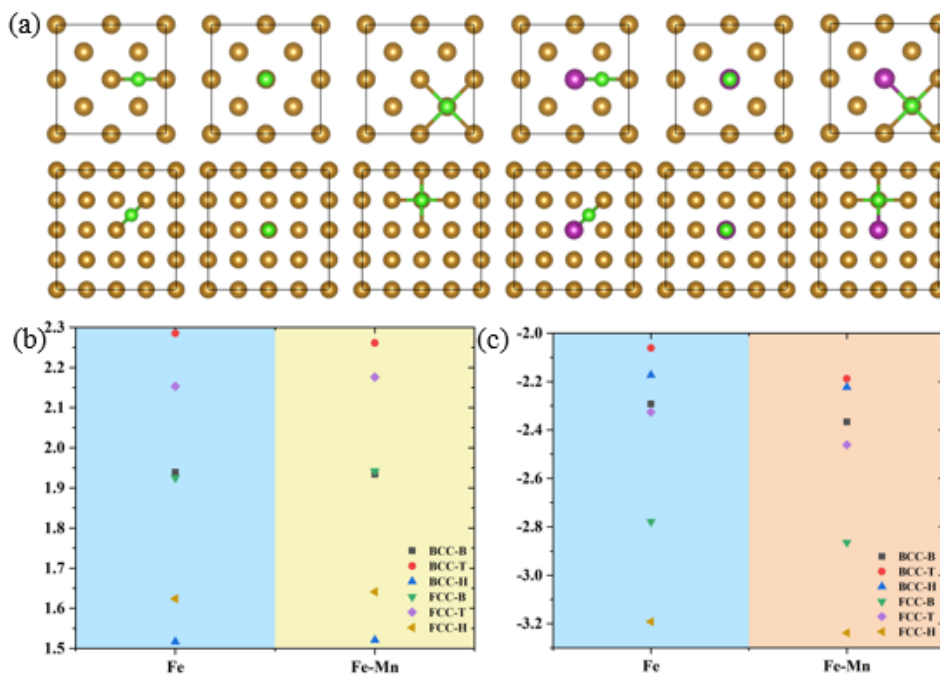 (a)
(b)
2.3
2.2
2.1
2.0
1.9
1.8
1.7
1.6
1.5
BCC-B
BCC-T
BCC-H
FCC-B
FCC-T
FCC-H
Fe
Fe-Mn
(c)
-2.0
-2.2
-2.4
-2.6
-2.8
-3.0
-3.2
BCC-B
BCC-T
BCC-H
FCC-B
FCC-T
FCC-H
Fe
Fe-Mn